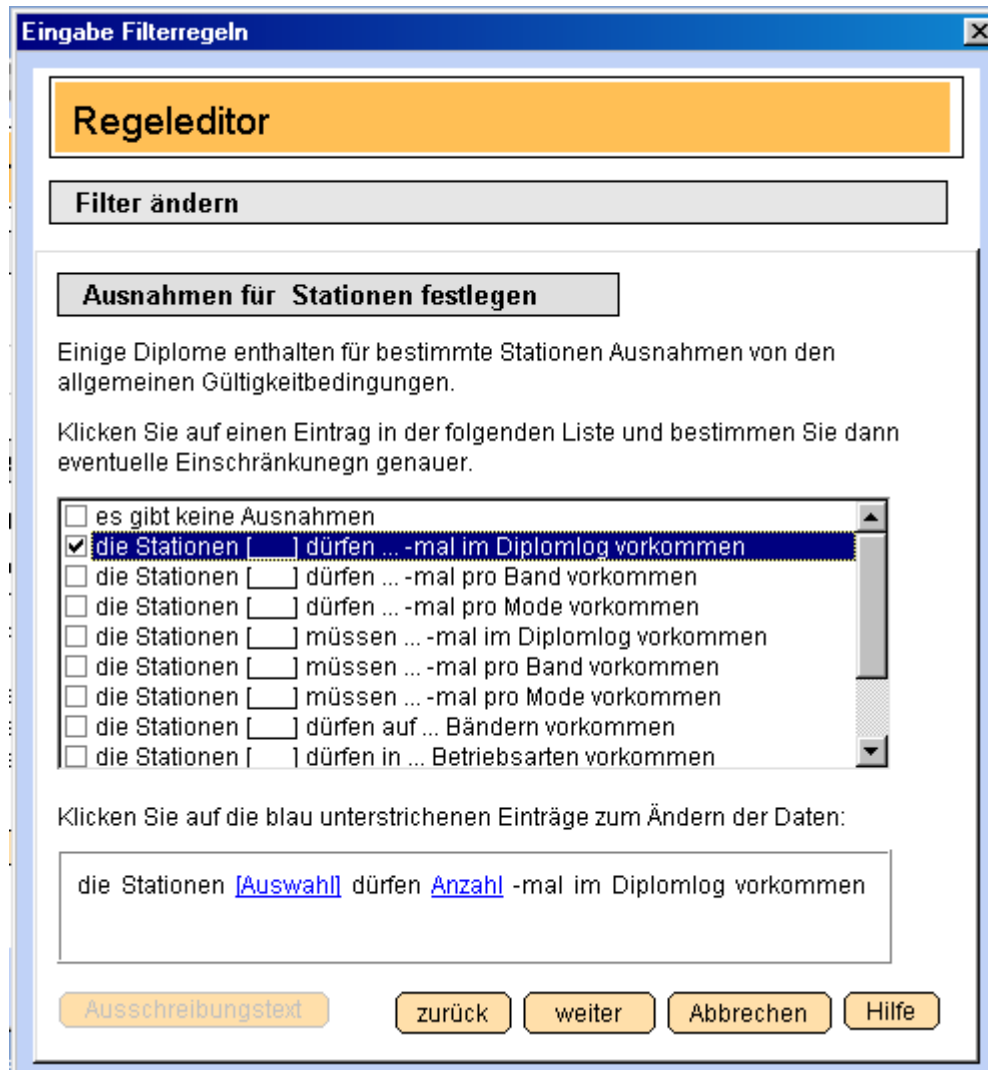 Eingabe Filterregeln
Regeleditor
Filter ändern
Ausnahmen für Stationen festlegen
Einige Diplome enthalten für bestimmte Stationen Ausnahmen von den
allgemeinen Gültigkeitbedingungen.
Klicken Sie auf einen Eintrag in der folgenden Liste und bestimmen Sie dann
eventuelle Einschränkunegn genauer.
es gibt keine Ausnahmen
die Stationen [___] dürfen ... -mal im Diplomlog vorkommen
die Stationen [___] dürfen ... -mal pro Band vorkommen
die Stationen [___] dürfen ... -mal pro Mode vorkommen
die Stationen [___] müssen ... -mal im Diplomlog vorkommen
die Stationen [___] müssen ... -mal pro Band vorkommen
die Stationen [___] müssen ... -mal pro Mode vorkommen
die Stationen [___] dürfen auf ... Bändern vorkommen
die Stationen [___] dürfen in ... Betriebsarten vorkommen
Klicken Sie auf die blau unterstrichenen Einträge zum Ändern der Daten:
die Stationen [Auswahl] dürfen Anzahl -mal im Diplomlog vorkommen
Ausschreibungstext zurück weiter Abbrechen Hilfe